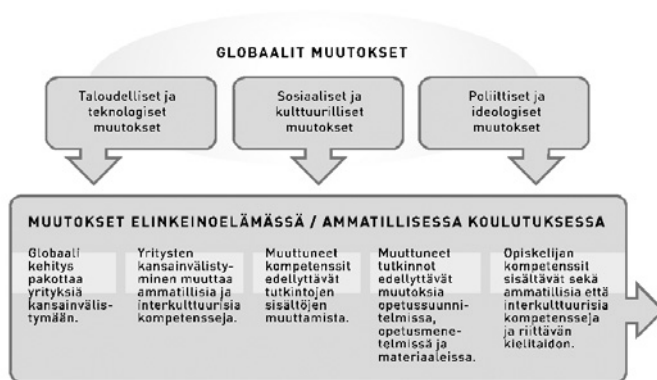 GLOBAALIT MUUTOKSET
Taloudelliset ja
teknologiset
muutokset
Sosiaaliset ja
kulttuurilliset
muutokset
Poliittiset ja
ideologiset
muutokset
MUUTOKSET ELINKEINOELÄMÄSSÄ / AMMATILLISESSA KOULUTUKSESSA
Globaali
kehitys
pakottaa
yrityksiä
kansainvälis-
tymään.
Yritysten
kansainvälisty-
minen muuttaa
ammatillisia ja
interkulttuurisia
kompetensseja.
Muuttuneet
kompetenssit
edellyttävät
tutkintojen
sisältöjen
muuttamista.
Muuttuneet
tutkinnot
edellyttävät
muutoksia
opetussuunni-
telmissa,
opetusmene-
telmissä ja
materiaaleissa.
Opiskelijan
kompetenssit
sisältävät sekä
ammatillisia että
interkulttuurisia
kompetensseja
ja riittävän
kielitaidon.